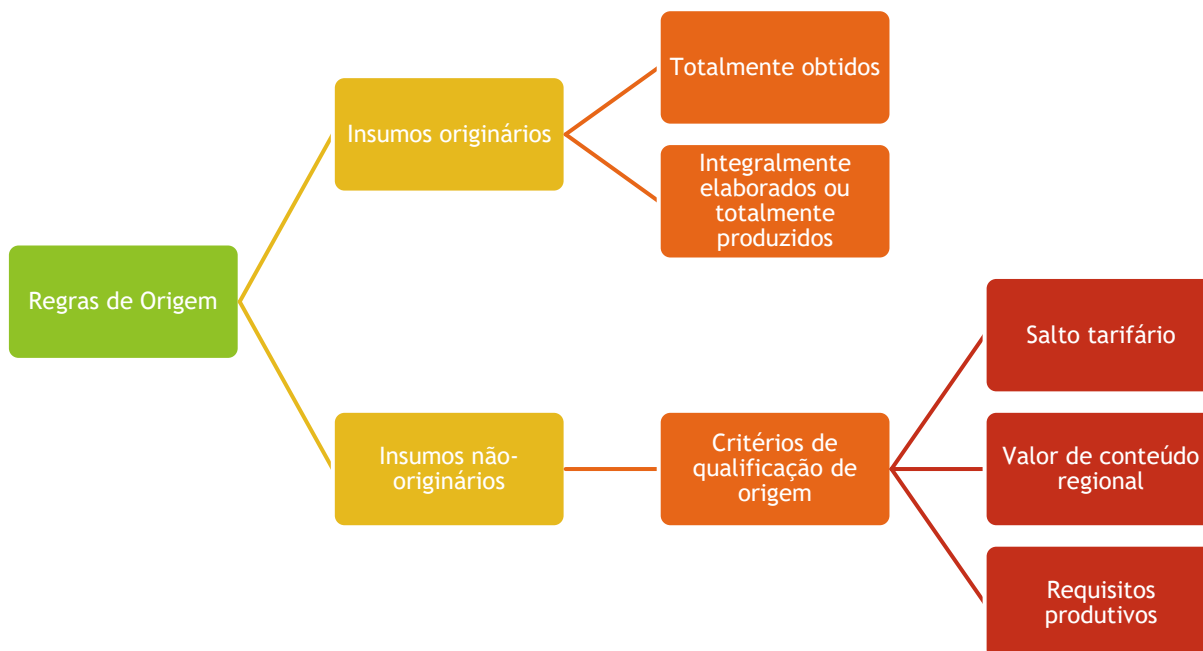 Regras de Origem
Insumos originários
Totalmente obtidos
Integralmente
elaborados ou
totalmente
produzidos
Insumos não-
originários
Critérios de
qualificação de
origem
Salto tarifário
Valor de conteúdo
regional
Requisitos
produtivos